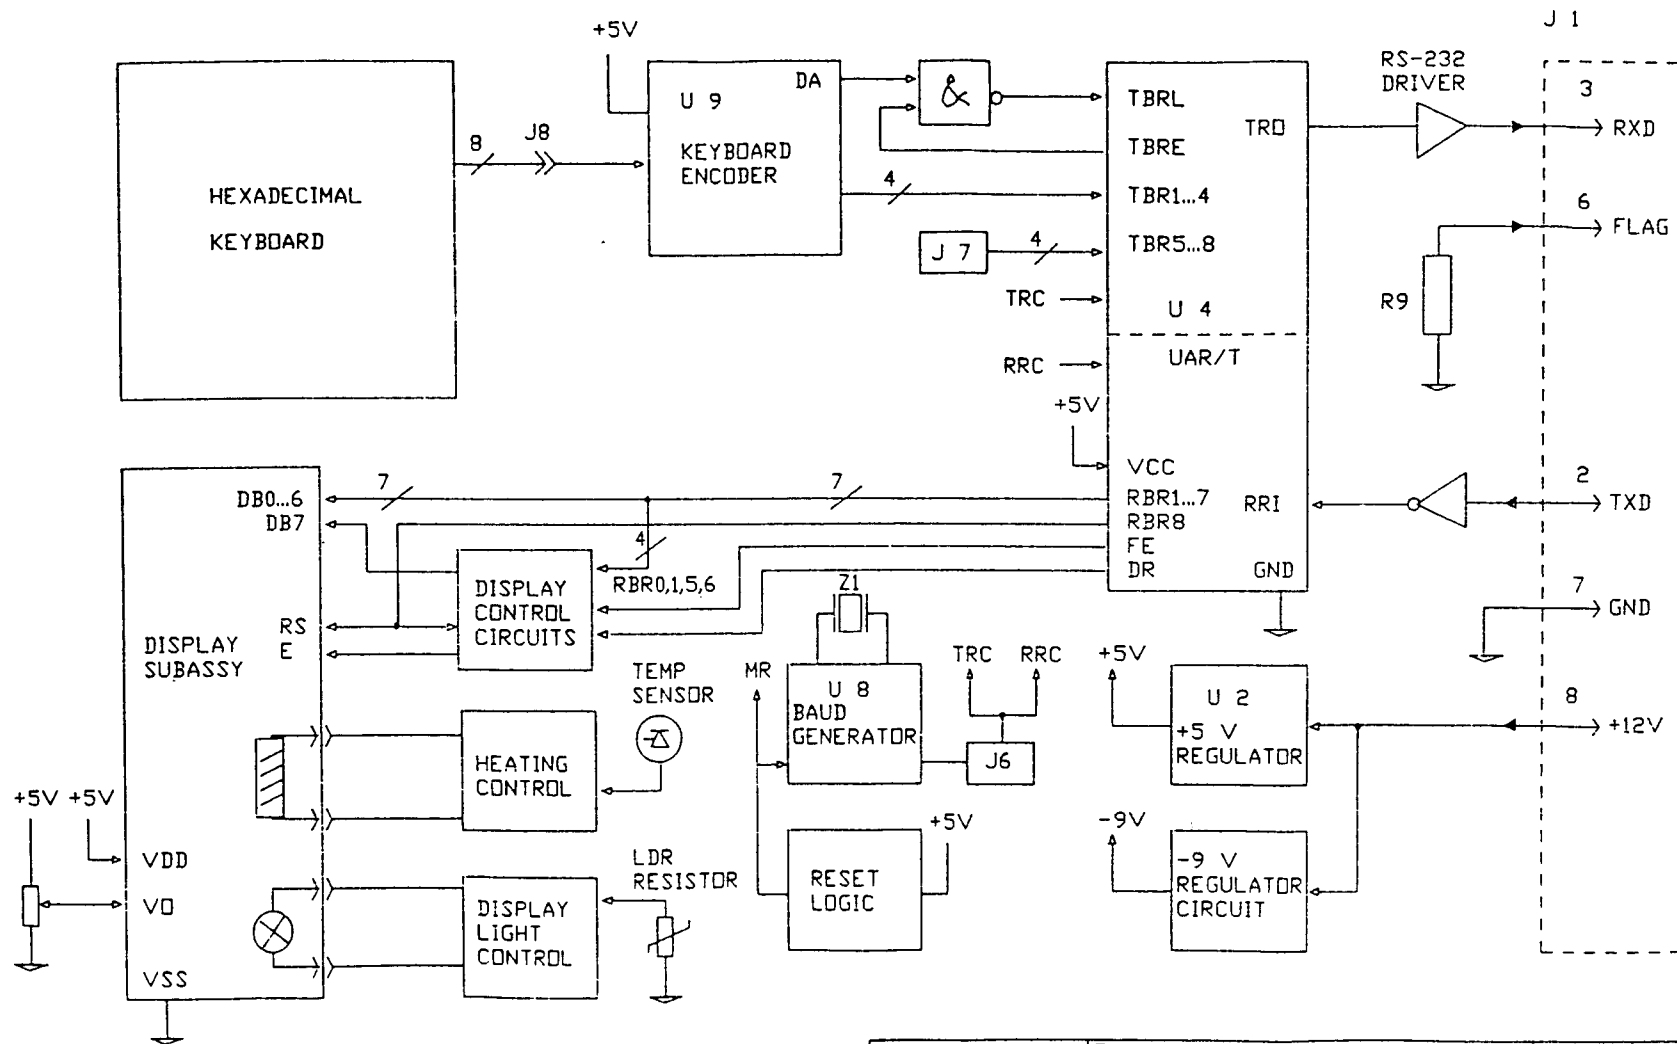 J 1
+5V
RS-232
DRIVER
DA
U 9
KEYBOARD
ENCODER
&
TBRL
TBRE
TBR1...4
TBR5...8
TRO
3
RXD
8
J8
4
HEXADECIMAL
KEYBOARD
J 7
4
TRC
U 4
6
FLAG
R9
RRC
UAR/T
+5V
VCC
RBR1...7
RBR8
FE
DR
RRI
GND
2
TXD
7
7
DB0...6
DB7
4
RBR0,1,5,6
DISPLAY
CONTROL
CIRCUITS
RS
E
DISPLAY
SUBASSY
Z1
7
GND
TEMP
SENSOR
MR
U 8
BAUD
GENERATOR
TRC
RRC
J6
+5V
U 2
+5 V
REGULATOR
8
+12V
HEATING
CONTROL
+5V
+5V
VDD
VO
VSS
LDR
RESISTOR
DISPLAY
LIGHT
CONTROL
RESET
LOGIC
+5V
-9V
-9 V
REGULATOR
CIRCUIT